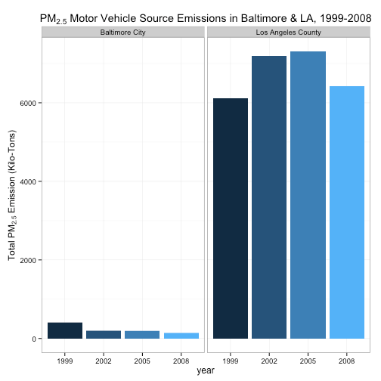 PM2.5 Motor Vehicle Source Emissions in Baltimore & LA, 1999-2008
Baltimore City
Los Angeles County
Total PM2.5 Emission (Kilo-Tons)
6000
4000
2000
0
1999 2002 2005 2008
1999 2002 2005 2008
year